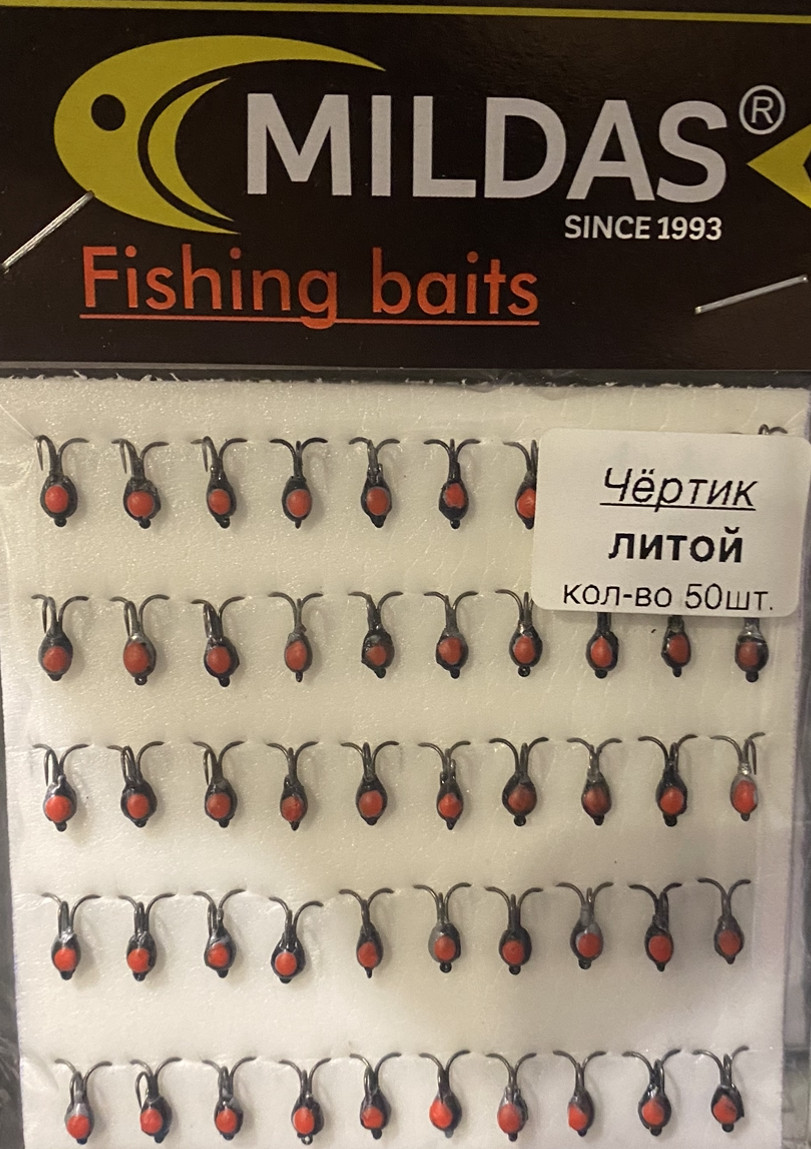 MILDAS®
SINCE 1993
Fishing baits
Чёртик
литой
кол-во 50шт.